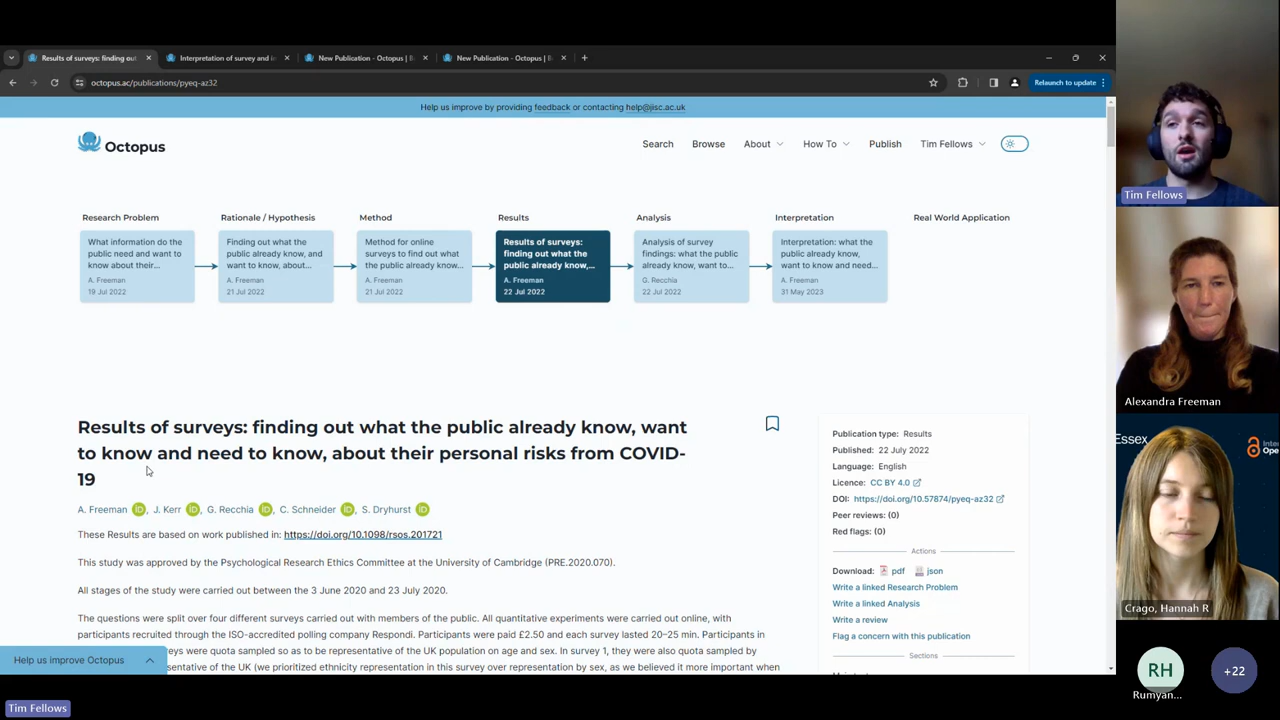 Results of surveys: finding ou
Interpretation of survey and i
New Publication - Octopus | B
New Publication - Octopus | B
octopus.ac/publications/pyeq-az32
Relaunch to update
Help us improve by providing feedback or contacting help@jisc.ac.uk
Octopus
Search
Browse
About
How To
Publish
Tim Fellows
Research Problem
Rationale / Hypothesis
Method
Results
Analysis
Interpretation
Real World Application
What information do the
public need and want to
know about their...
A. Freeman
19 Jul 2022
Finding out what the
public already know, and
want to know, about...
A. Freeman
21 Jul 2022
Method for online
surveys to find out what
the public already know...
A. Freeman
21 Jul 2022
Results of surveys:
finding out what the
public already know,...
A. Freeman
22 Jul 2022
Analysis of survey
findings: what the public
already know, want to...
G. Recchia
22 Jul 2022
Interpretation: what the
public already know,
want to know and need...
A. Freeman
31 May 2023
Results of surveys: finding out what the public already know, want
to know and need to know, about their personal risks from COVID-
19
A. Freeman iD, J. Kerr iD, G. Recchia iD, C. Schneider iD, S. Dryhurst iD
These Results are based on work published in: https://doi.org/10.1098/rsos.201721
This study was approved by the Psychological Research Ethics Committee at the University of Cambridge (PRE.2020.070).
All stages of the study were carried out between the 3 June 2020 and 23 July 2020.
The questions were split over four different surveys carried out with members of the public. All quantitative experiments were carried out online, with
participants recruited through the ISO-accredited polling company Respondi. Participants were paid £2.50 and each survey lasted 20–25 min. Participants in
veys were quota sampled so as to be representative of the UK population on age and sex. In survey 1, they were also quota sampled by
esentative of the UK (we prioritized ethnicity representation in this survey over representation by sex, as we believed it more important when
Help us improve Octopus
Publication type: Results
Published: 22 July 2022
Language: English
Licence: CC BY 4.0
DOI: https://doi.org/10.57874/pyeq-az32
Peer reviews: (0)
Red flags: (0)
Actions
Download: pdf json
Write a linked Research Problem
Write a linked Analysis
Write a review
Flag a concern with this publication
Sections
Tim Fellows
Alexandra Freeman
Essex
Inte
Ope
Crago, Hannah R
RH
Rumyan...
+22
Tim Fellows